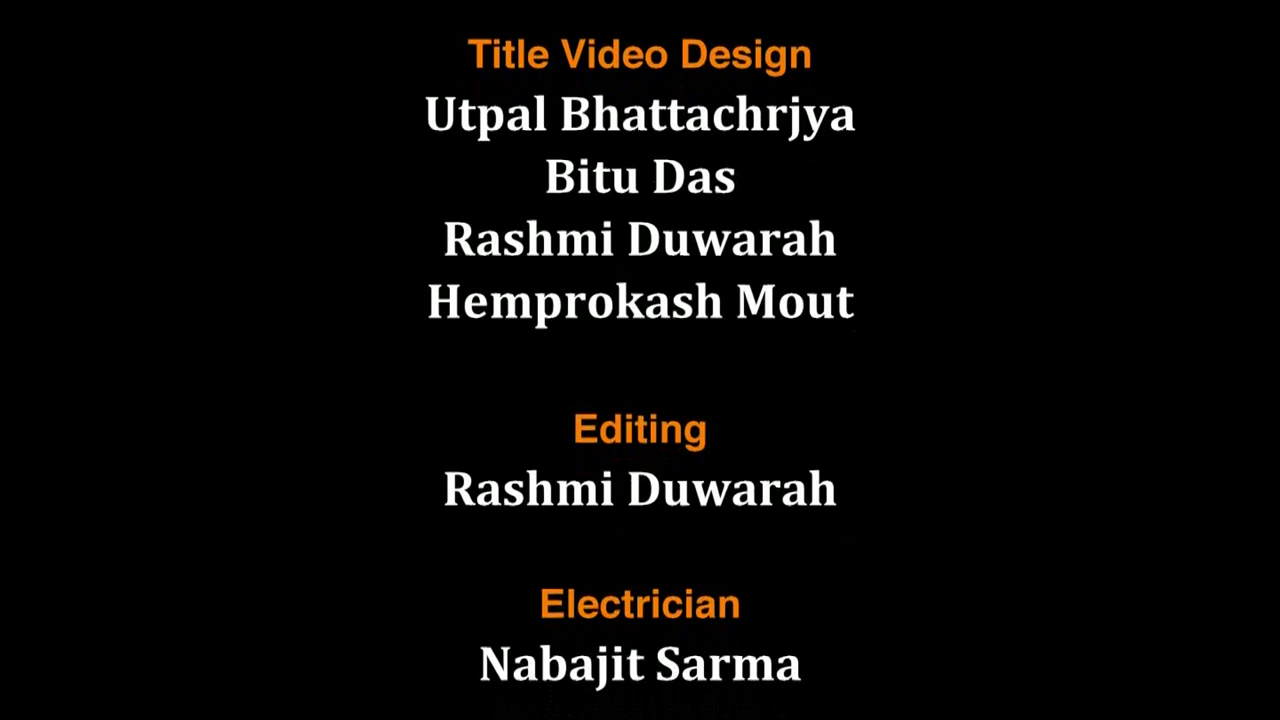 Title Video Design
Utpal Bhattachrjya
Bitu Das
Rashmi Duwarah
Hemprokash Mout
Editing
Rashmi Duwarah
Electrician
Nabajit Sarma